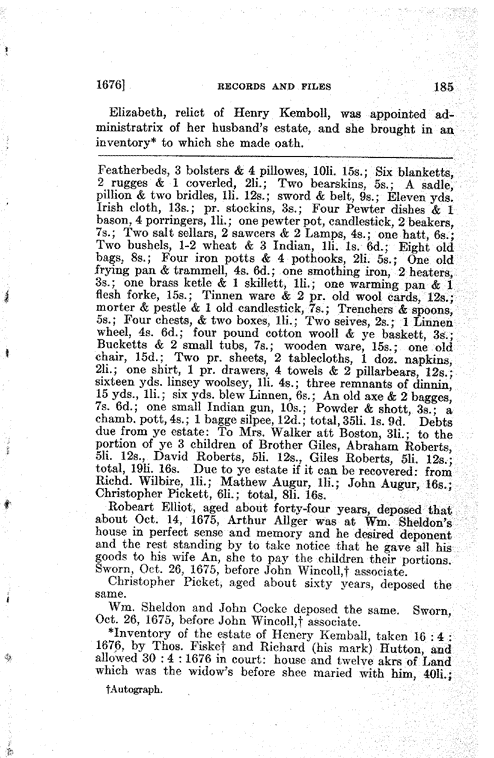 1676] RECORDS AND FILES 185
Elizabeth, relict of Henry Kemboll, was appointed ad-
ministratrix of her husband's estate, and she brought in an
inventory* to which she made oath.
Featherbeds, 3 bolsters & 4 pillowes, 10li. 15s.; Six blanketts,
2 rugges & 1 coverled, 2li.; Two bearskins, 5s.; A sadle,
pillion & two bridles, 1li. 12s.; sword & belt, 9s.; Eleven yds.
Irish cloth, 13s.; pr. stockins, 3s.; Four Pewter dishes & 1
bason, 4 porringers, 1li.; one pewter pot, candlestick, 2 beakers,
7s.; Two salt sellars, 2 sawcers & 2 Lamps, 4s.; one hatt, 6s.;
Two bushels, 1-2 wheat & 3 Indian, 1li. 1s. 6d.; Eight old
bags, 8s.; Four iron potts & 4 pothooks, 2li. 5s.; One old
frying pan & trammell, 4s. 6d.; one smothing iron, 2 heaters,
3s.; one brass ketle & 1 skillett, 1li.; one warming pan & 1
flesh forke, 15s.; Tinnen ware & 2 pr. old wool cards, 12s.;
morter & pestle & 1 old candlestick, 7s.; Trenchers & spoons,
5s.; Four chests, & two boxes, 1li.; Two seives, 2s.; 1 Linnen
wheel, 4s. 6d.; four pound cotton wooll & ye baskett, 3s.;
Bucketts & 2 small tubs, 7s.; wooden ware, 15s.; one old
chair, 15d.; Two pr. sheets, 2 tablecloths, 1 doz. napkins,
2li.; one shirt, 1 pr. drawers, 4 towels & 2 pillarbears, 12s.;
sixteen yds. linsey woolsey, 1li. 4s.; three remnants of dinnin,
15 yds., 1li.; six yds. blew Linnen, 6s.; An old axe & 2 bagges,
7s. 6d.; one small Indian gun, 10s.; Powder & shott, 3s.; a
chamb. pott, 4s.; 1 bagge silpee, 12d.; total, 35li. 1s. 9d. Debts
due from ye estate: To Mrs. Walker att Boston, 3li.; to the
portion of ye 3 children of Brother Giles, Abraham Roberts,
5li. 12s., David Roberts, 5li. 12s., Giles Roberts, 5li. 12s.;
total, 19li. 16s. Due to ye estate if it can be recovered: from
Richd. Wilbire, 1li.; Mathew Augur, 1li.; John Augur, 16s.;
Christopher Pickett, 6li.; total, 8li. 16s.
Robeart Elliot, aged about forty-four years, deposed that
about Oct. 14, 1675, Arthur Allger was at Wm. Sheldon's
house in perfect sense and memory and he desired deponent
and the rest standing by to take notice that he gave all his
goods to his wife An, she to pay the children their portions.
Sworn, Oct. 26, 1675, before John Wincoll,† associate.
Christopher Picket, aged about sixty years, deposed the
same.
Wm. Sheldon and John Cocke deposed the same. Sworn,
Oct. 26, 1675, before John Wincoll,† associate.
*Inventory of the estate of Henery Kemball, taken 16 : 4 :
1676, by Thos. Fiske† and Richard (his mark) Hutton, and
allowed 30 : 4 : 1676 in court: house and twelve akrs of Land
which was the widow's before shee maried with him, 40li.;
†Autograph.